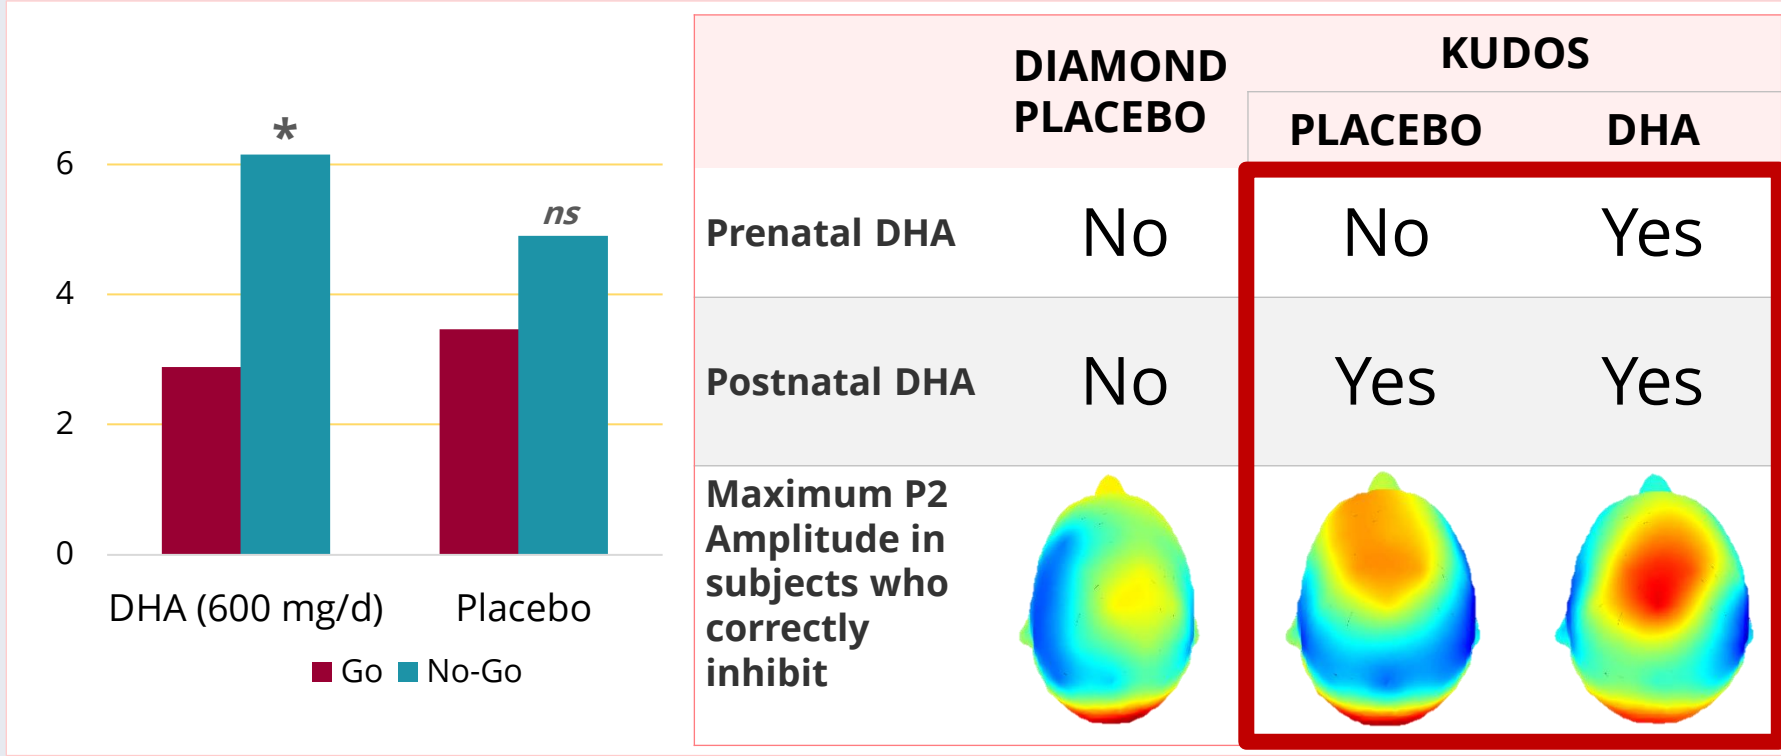 *
6
ns
4
2
0
DHA (600 mg/d) Placebo
Go No-Go
DIAMOND
PLACEBO
KUDOS
PLACEBO DHA
Prenatal DHA No No Yes
Postnatal DHA No Yes Yes
Maximum P2
Amplitude in
subjects who
correctly
inhibit